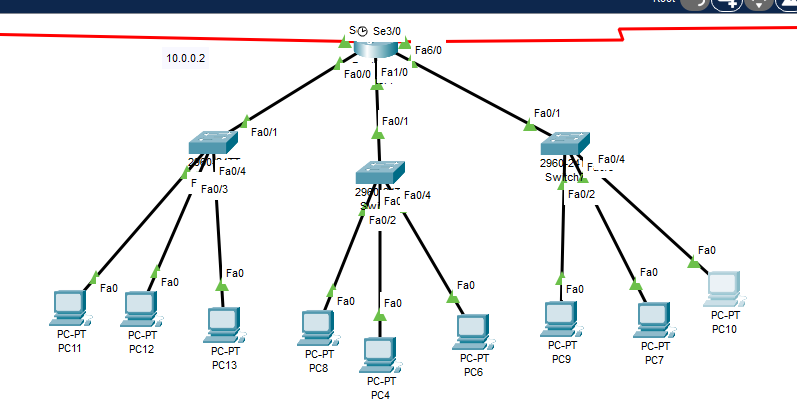 Root
Se3/0
Fa6/0
10.0.0.2
Fa0/0
Fa1/0
Fa0/1
Fa0/1
Fa0/1
Fa0/4
Fa0/3
Fa0/4
Fa0/2
Fa0/4
Fa0/2
Fa0
Fa0
Fa0
Fa0
Fa0
Fa0
Fa0
Fa0
Fa0
PC-PT
PC11
PC-PT
PC12
PC-PT
PC13
PC-PT
PC8
PC-PT
PC4
PC-PT
PC6
PC-PT
PC9
PC-PT
PC7
PC-PT
PC10